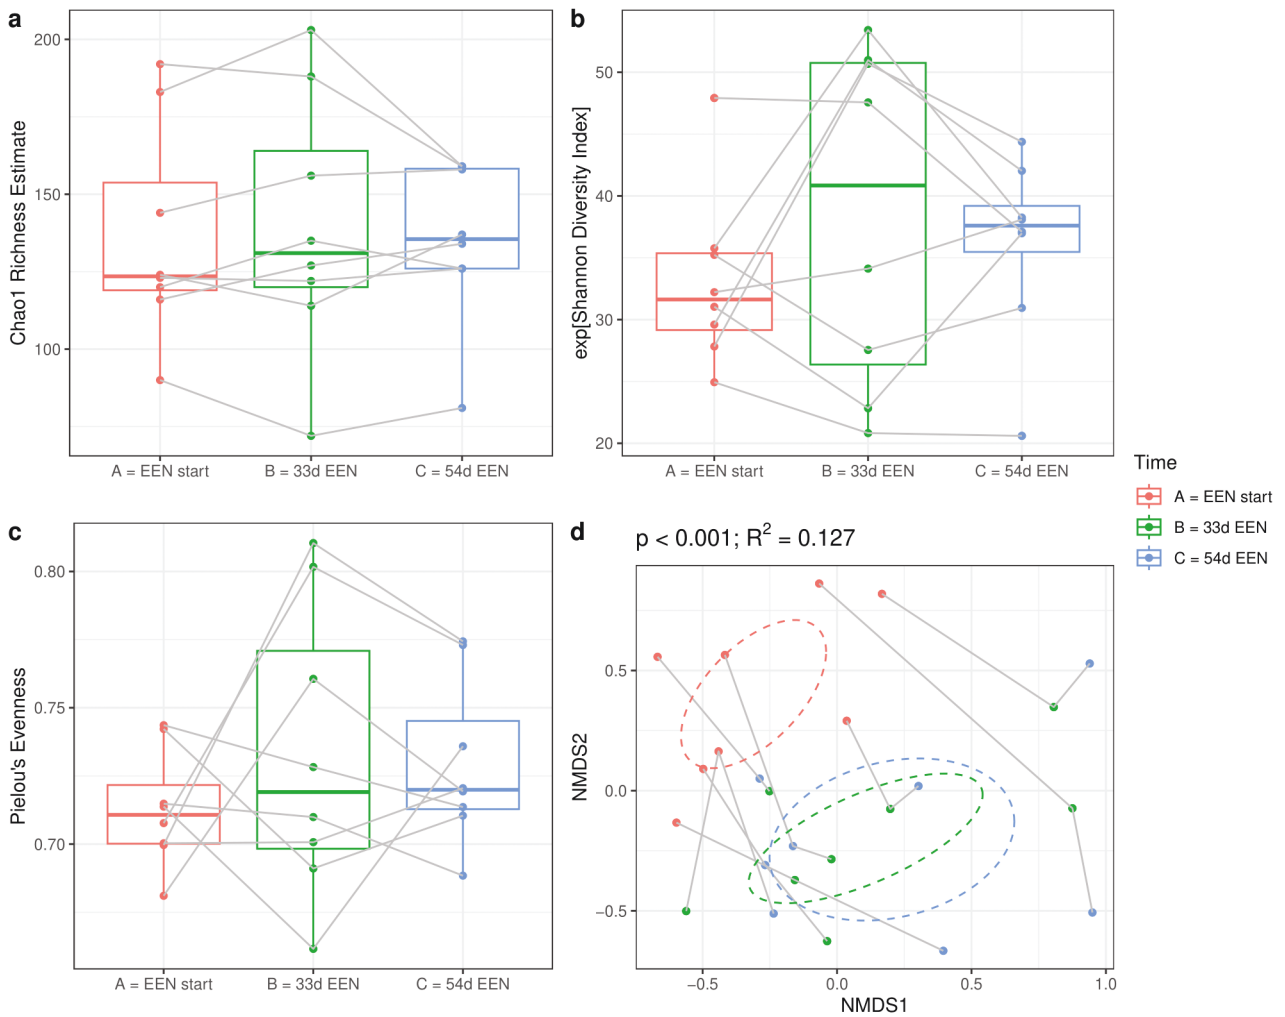 a
200
150
100
Chao1 Richness Estimate
A = EEN start
B = 33d EEN
C = 54d EEN
b
50
40
30
20
exp[Shannon Diversity Index]
A = EEN start
B = 33d EEN
C = 54d EEN
Time
A = EEN start
B = 33d EEN
C = 54d EEN
c
0.80
0.75
0.70
Pielou's Evenness
A = EEN start
B = 33d EEN
C = 54d EEN
d
p < 0.001; R² = 0.127
0.5
0.0
−0.5
NMDS2
−0.5
0.0
0.5
1.0
NMDS1